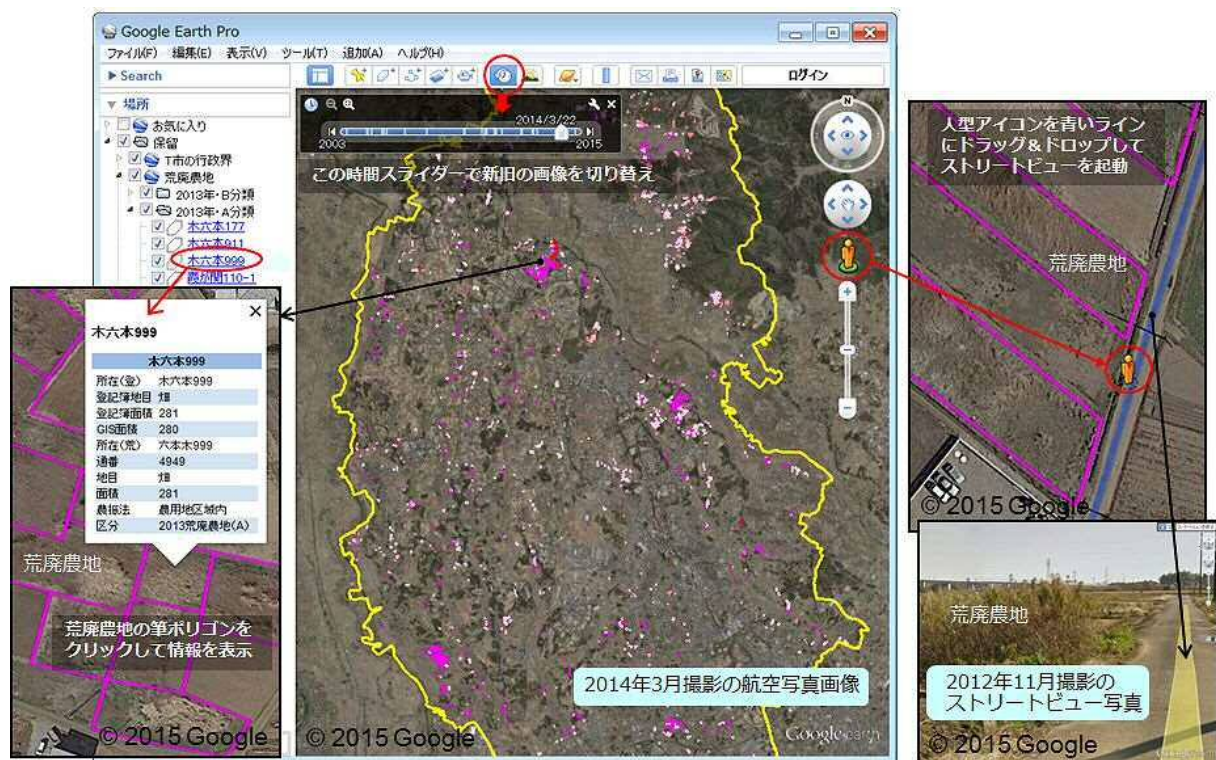 Google Earth Pro
ファイル(F) 編集(E) 表示(V) ツール(T) 追加(A) ヘルプ(H)
Search
ログイン
場所
お気に入り
保留
T市の行政界
荒廃農地
2013年・B分類
2013年・A分類
木六本177
木六本911
木六本999
霞が関110-1
2014/3/22
2003
2015
この時間スライダーで新旧の画像を切り替え
N
木六本999
木六本999
所在(登) 木六本999
登記簿地目 畑
登記簿面積 281
GIS面積 280
所在(荒) 六本木999
通番 4949
地目 畑
面積 281
農振法 農用地区域内
区分 2013荒廃農地(A)
荒廃農地
荒廃農地の筆ポリゴンを
クリックして情報を表示
© 2015 Google
2014年3月撮影の航空写真画像
© 2015 Google
Google earth
人型アイコンを青いライン
にドラッグ&ドロップして
ストリートビューを起動
荒廃農地
© 2015 Google
荒廃農地
2012年11月撮影の
ストリートビュー写真
© 2015 Google